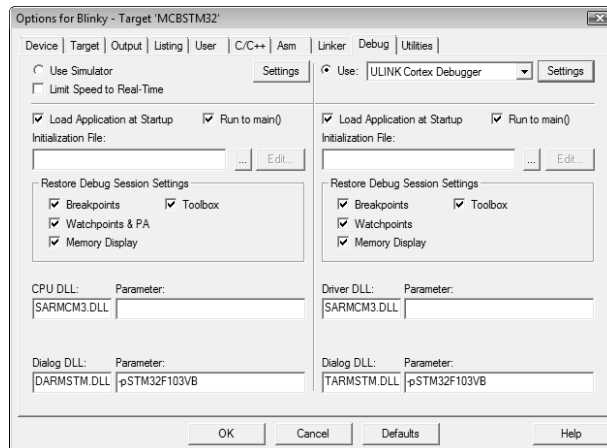 Options for Blinky - Target 'MCBSTM32'
Device Target Output Listing User C/C++ Asm Linker Debug Utilities
Use Simulator Settings
Limit Speed to Real-Time
Use: ULINK Cortex Debugger Settings
Load Application at Startup Run to main()
Initialization File:
... Edit...
Load Application at Startup Run to main()
Initialization File:
... Edit...
Restore Debug Session Settings
Breakpoints Toolbox
Watchpoints & PA
Memory Display
Restore Debug Session Settings
Breakpoints Toolbox
Watchpoints
Memory Display
CPU DLL: Parameter:
SARMCM3.DLL
Driver DLL: Parameter:
SARMCM3.DLL
Dialog DLL: Parameter:
DARMSTM.DLL -pSTM32F103VB
Dialog DLL: Parameter:
TARMSTM.DLL -pSTM32F103VB
OK Cancel Defaults Help